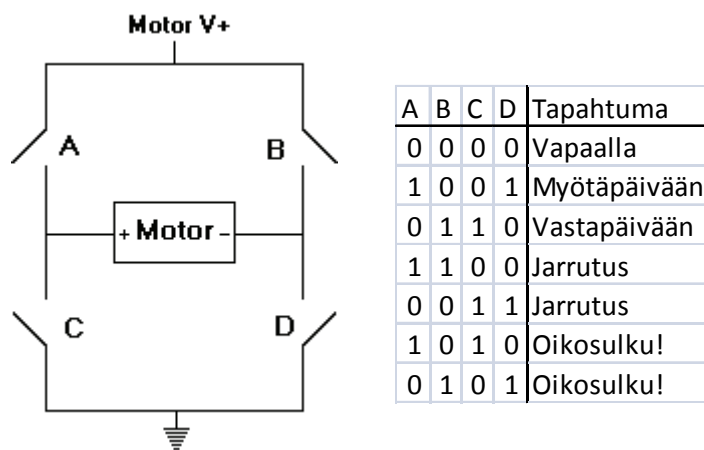 Motor V+
A
B
+ Motor -
C
D
A B C D Tapahtuma
0 0 0 0 Vapaalla
1 0 0 1 Myötäpäivään
0 1 1 0 Vastapäivään
1 1 0 0 Jarrutus
0 0 1 1 Jarrutus
1 0 1 0 Oikosulku!
0 1 0 1 Oikosulku!